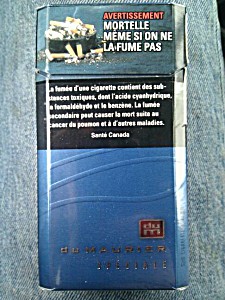 AVERTISSEMENT
MORTELLE
MÊME SI ON NE
LA FUME PAS
La fumée d'une cigarette contient des sub-
stances toxiques, dont l'acide cyanhydrique,
le formaldéhyde et le benzène. La fumée
secondaire peut causer la mort suite au
cancer du poumon et à d'autres maladies.
Santé Canada
du M
DU MAURIER